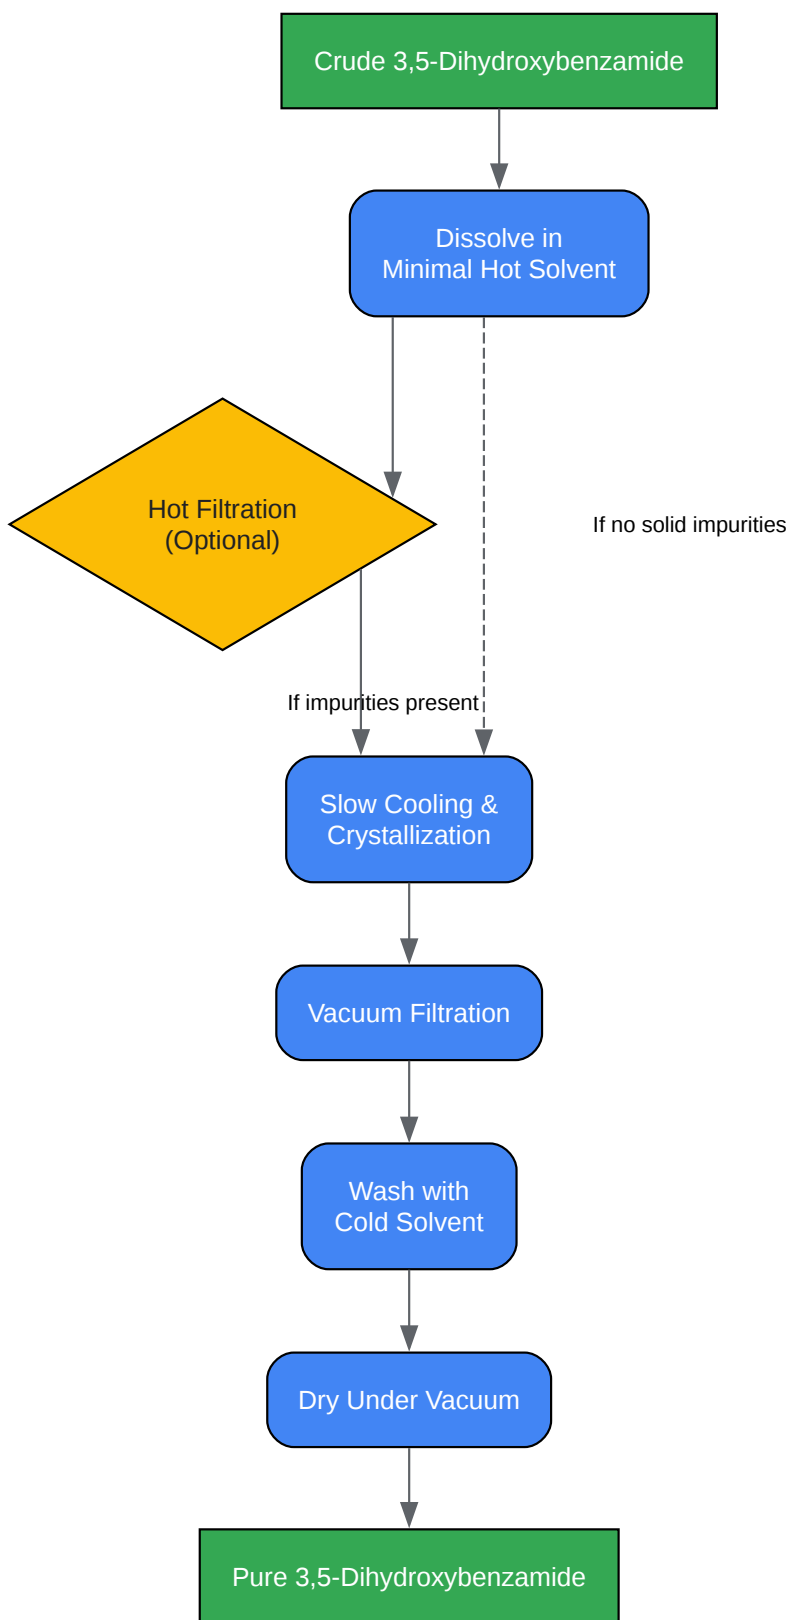 Crude 3,5-Dihydroxybenzamide
Dissolve in
Minimal Hot Solvent
Hot Filtration
(Optional)
If no solid impurities
If impurities present
Slow Cooling &
Crystallization
Vacuum Filtration
Wash with
Cold Solvent
Dry Under Vacuum
Pure 3,5-Dihydroxybenzamide